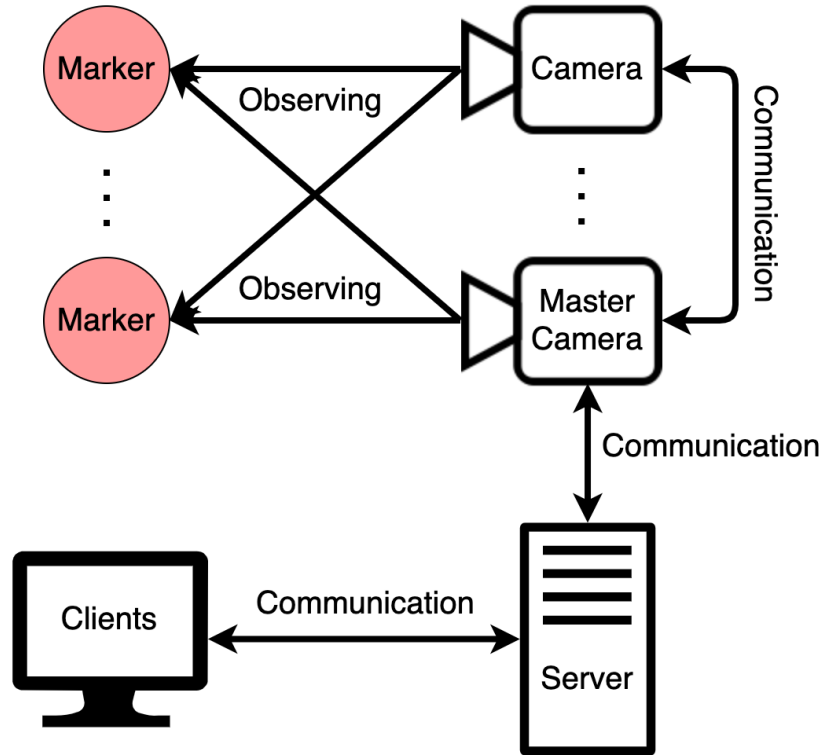 Marker
Observing
Camera
Communication
Marker
Observing
Master
Camera
Communication
Clients
Communication
Server